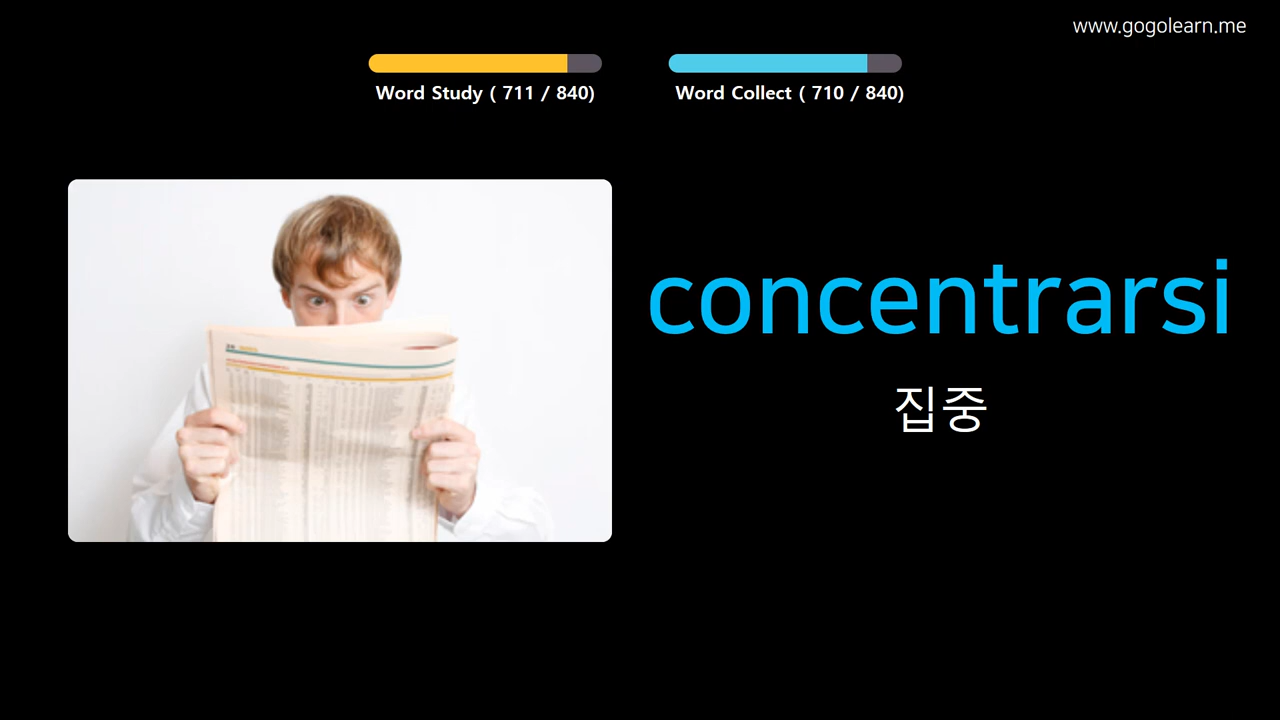 www.gogolearn.me
Word Study ( 711 / 840)
Word Collect ( 710 / 840)
concentrarsi
집중